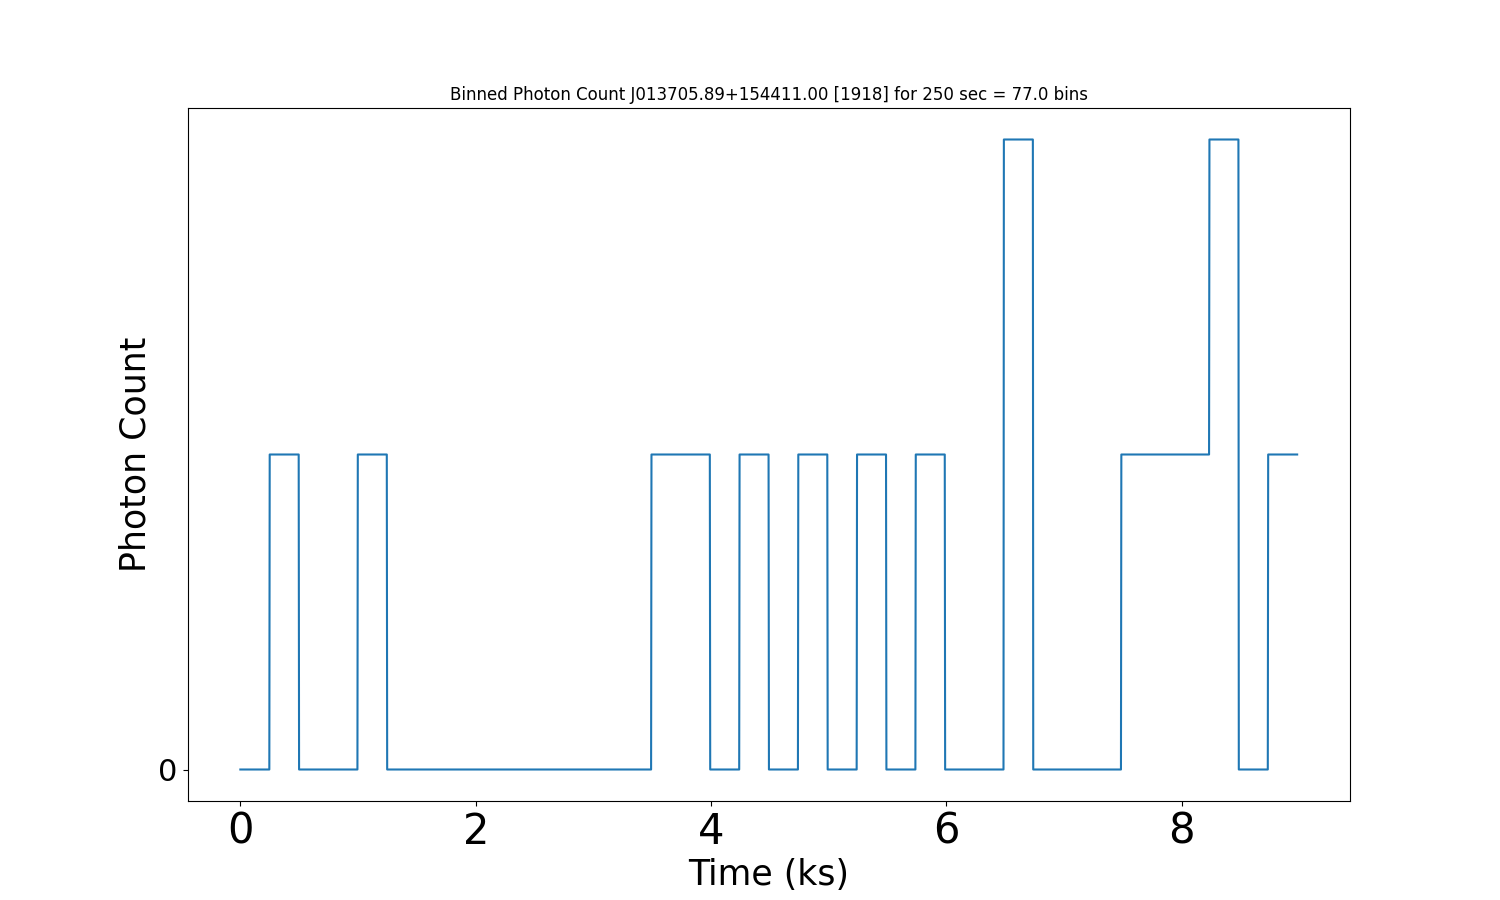 Binned Photon Count J013705.89+154411.00 [1918] for 250 sec = 77.0 bins
Photon Count
0
0 2 4 6 8
Time (ks)